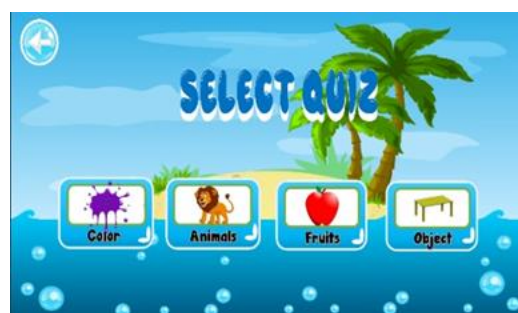 SELECT QUIZ
Color
Animals
Fruits
Object